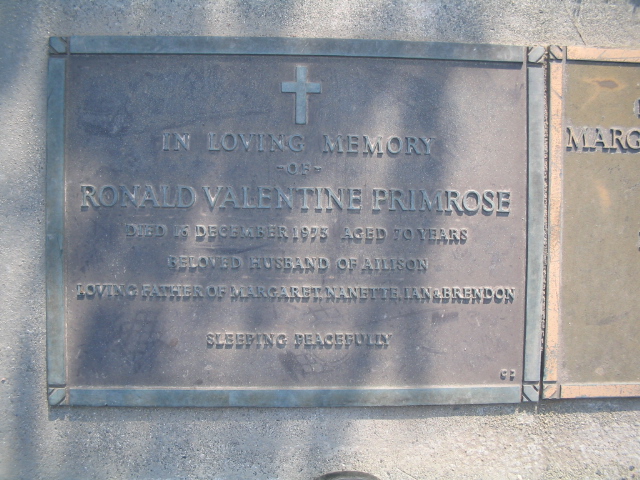 IN LOVING MEMORY
-OF-
RONALD VALENTINE PRIMROSE
DIED 15 DECEMBER 1975 AGED 70 YEARS
BELOVED HUSBAND OF AILISON
LOVING FATHER OF MARGARET, NANETTE, IAN & BRENDON
SLEEPING PEACEFULLY
MARG